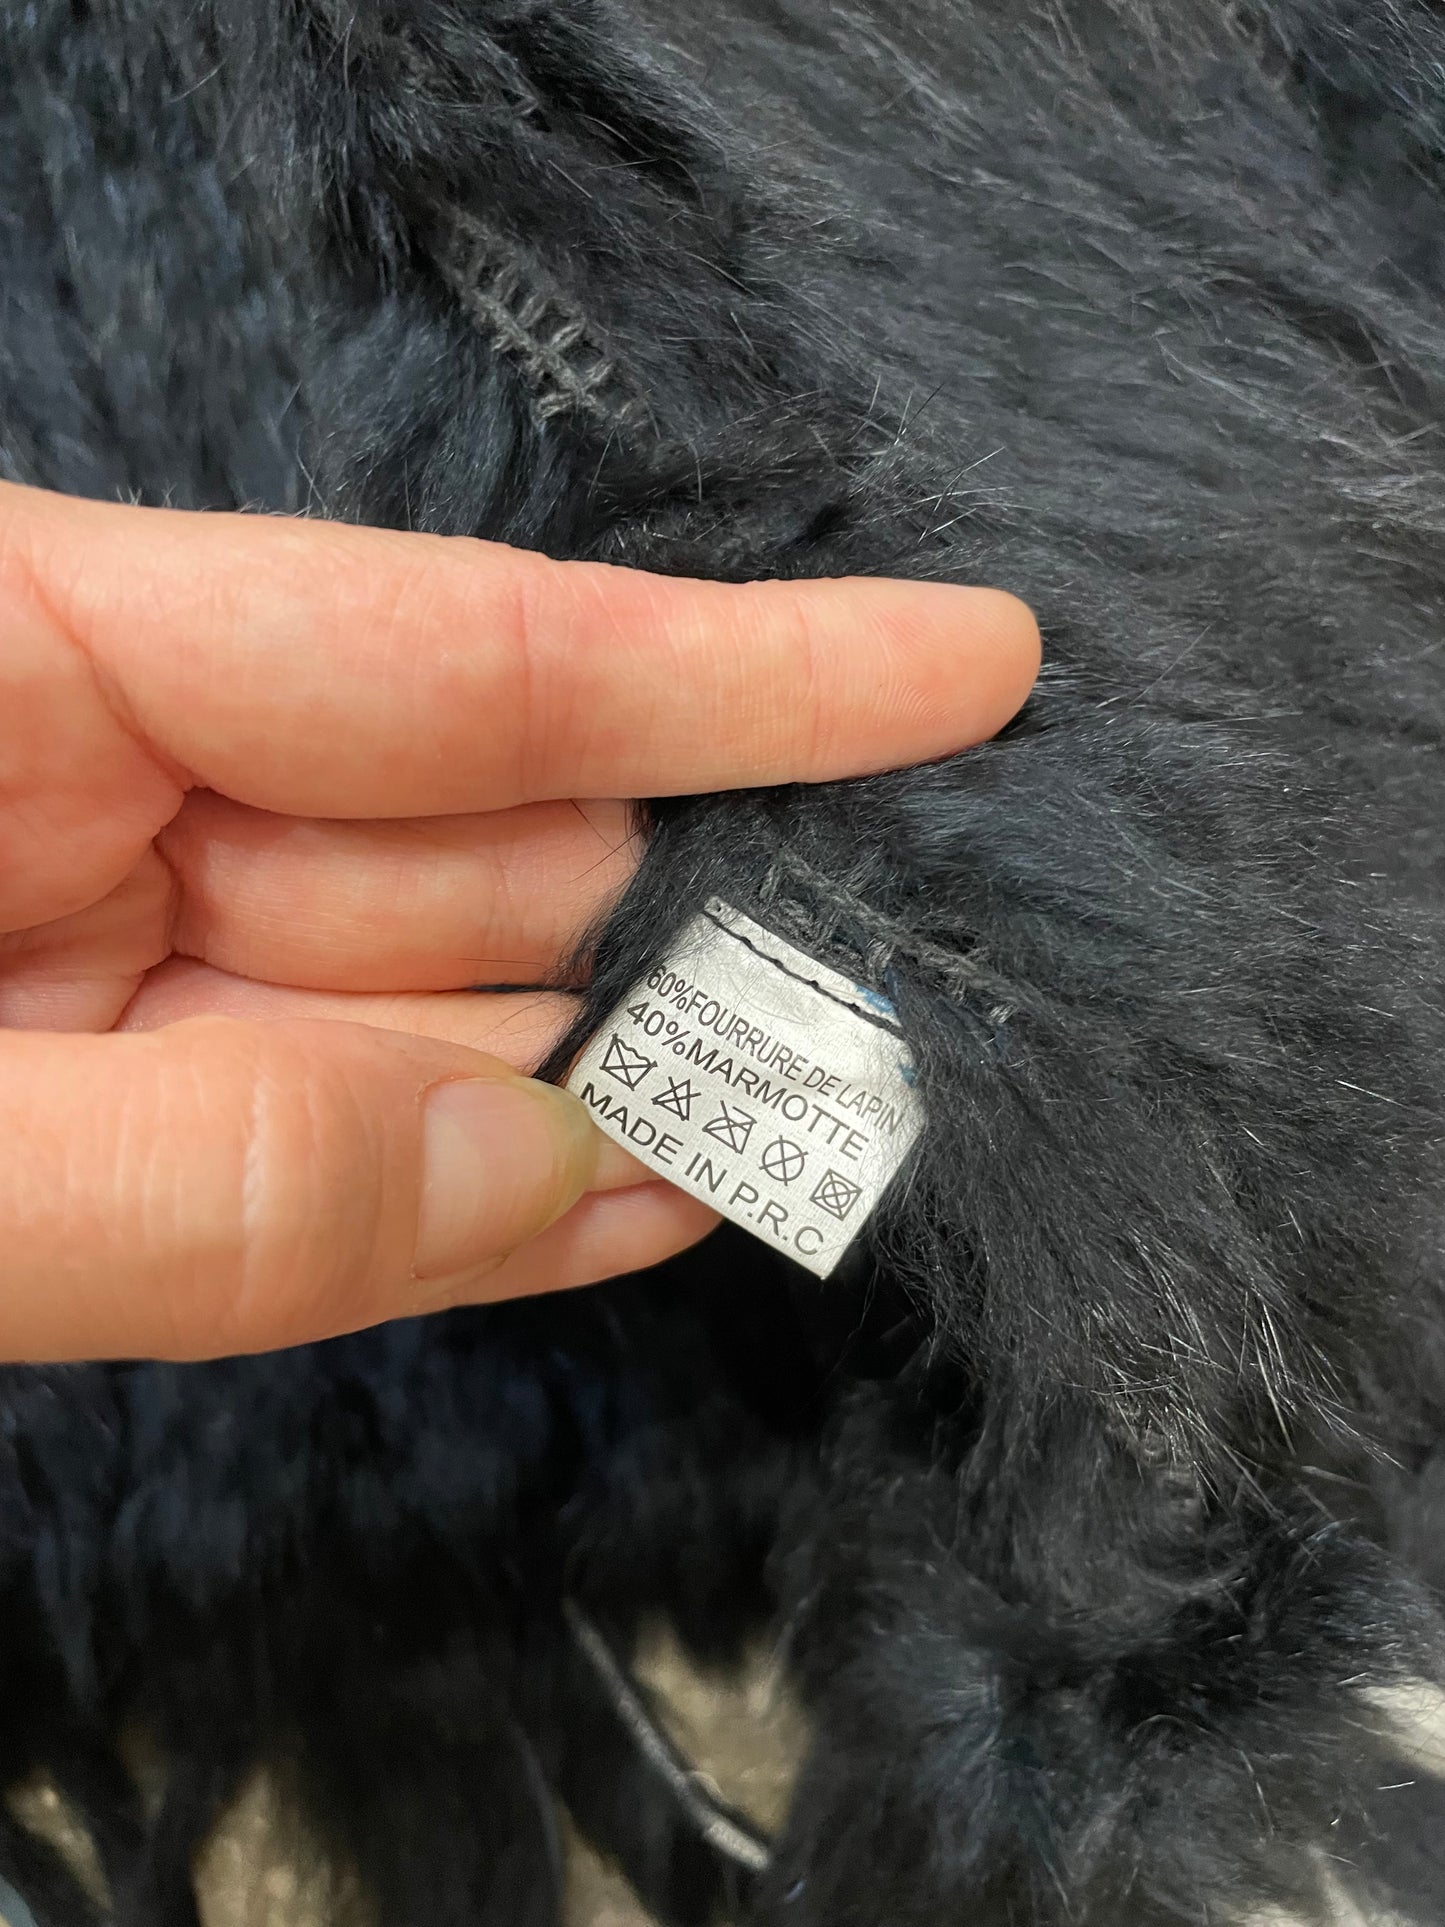 60%FOURRURE DE LAPIN
40%MARMOTTE
MADE IN P.R.C